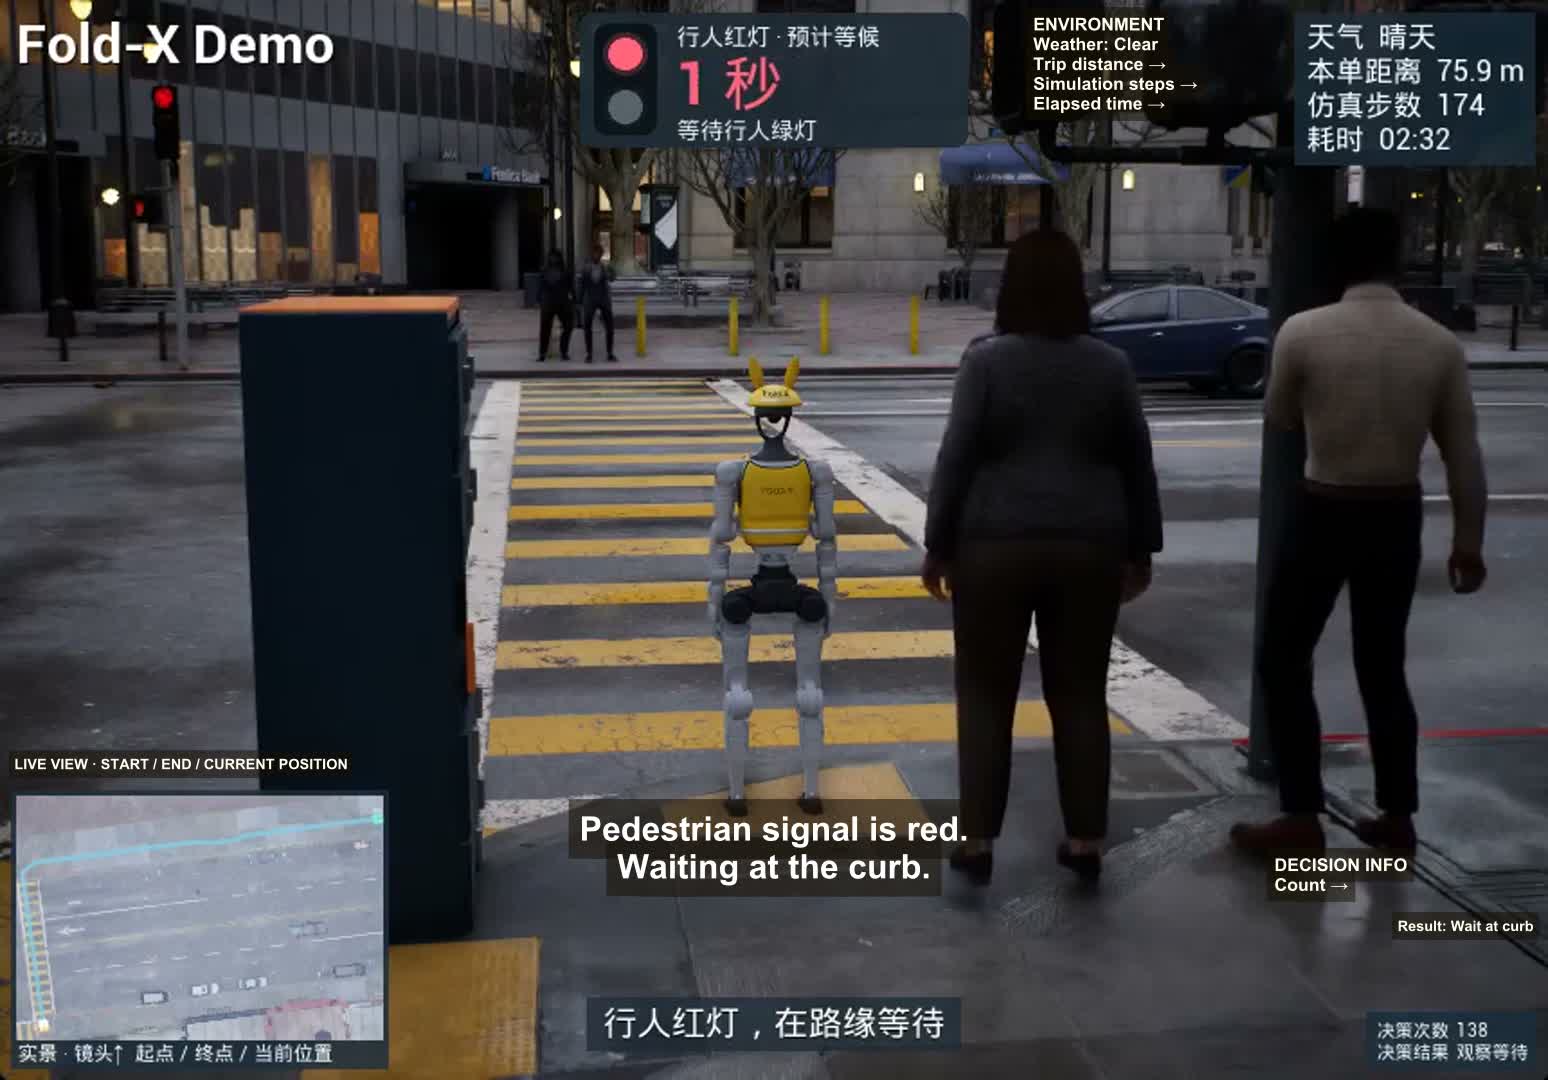 Fold-X Demo
行人红灯 · 预计等候
1 秒
等待行人绿灯
ENVIRONMENT
Weather: Clear
Trip distance →
Simulation steps →
Elapsed time →
天气 晴天
本单距离 75.9 m
仿真步数 174
耗时 02:32
LIVE VIEW · START / END / CURRENT POSITION
Pedestrian signal is red.
Waiting at the curb.
DECISION INFO
Count →
Result: Wait at curb
行人红灯，在路缘等待
实景 · 镜头↑ 起点 / 终点 / 当前位置
决策次数 138
决策结果 观察等待